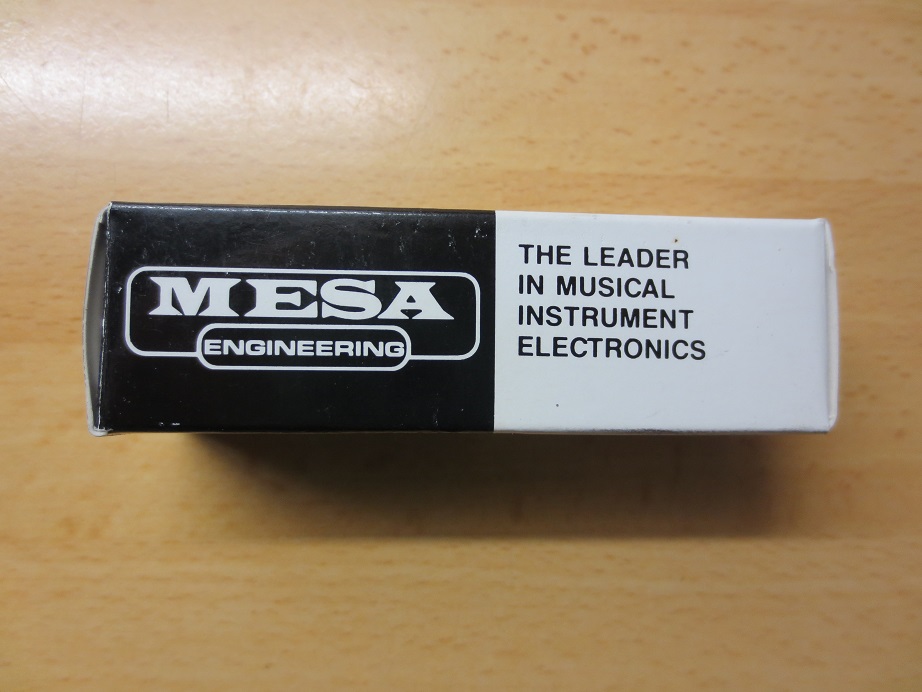 MESA
ENGINEERING
THE LEADER
IN MUSICAL
INSTRUMENT
ELECTRONICS